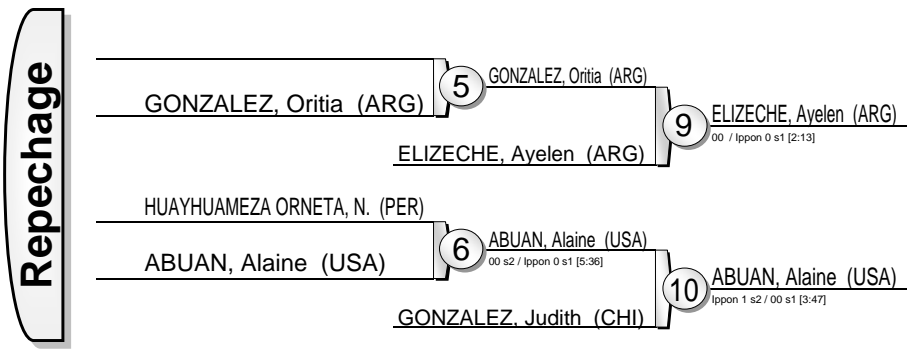 Repechage
GONZALEZ, Oritia (ARG)
5
GONZALEZ, Oritia (ARG)
ELIZECHE, Ayelen (ARG)
9
ELIZECHE, Ayelen (ARG)
00 / Ippon 0 s1 [2:13]
HUAYHUAMEZA ORNETA, N. (PER)
ABUAN, Alaine (USA)
6
ABUAN, Alaine (USA)
00 s2 / Ippon 0 s1 [5:36]
GONZALEZ, Judith (CHI)
10
ABUAN, Alaine (USA)
Ippon 1 s2 / 00 s1 [3:47]